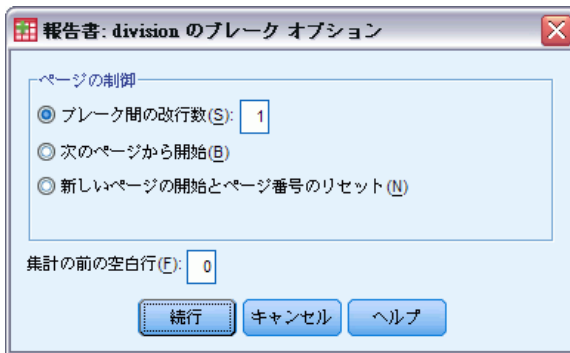 報告書: division のブレーク オプション
ページの制御
ブレーク間の改行数(S): 1
次のページから開始(B)
新しいページの開始とページ番号のリセット(N)
集計の前の空白行(F): 0
続行 キャンセル ヘルプ